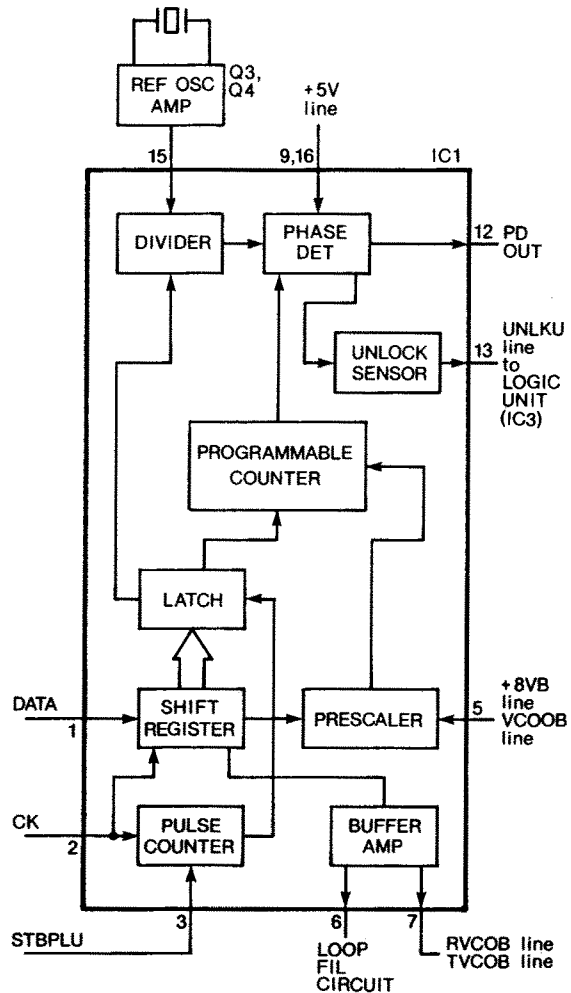 REF OSC
AMP
Q3,
Q4
+5V
line
15
9,16
IC1
DIVIDER
PHASE
DET
12
PD
OUT
UNLOCK
SENSOR
13
UNLKU
line
to
LOGIC
UNIT
(IC3)
PROGRAMMABLE
COUNTER
LATCH
DATA
1
SHIFT
REGISTER
PRESCALER
5
+8VB
line
VCOOB
line
CK
2
PULSE
COUNTER
BUFFER
AMP
STBPLU
3
6
7
LOOP
FIL
CIRCUIT
RVCOB line
TVCOB line